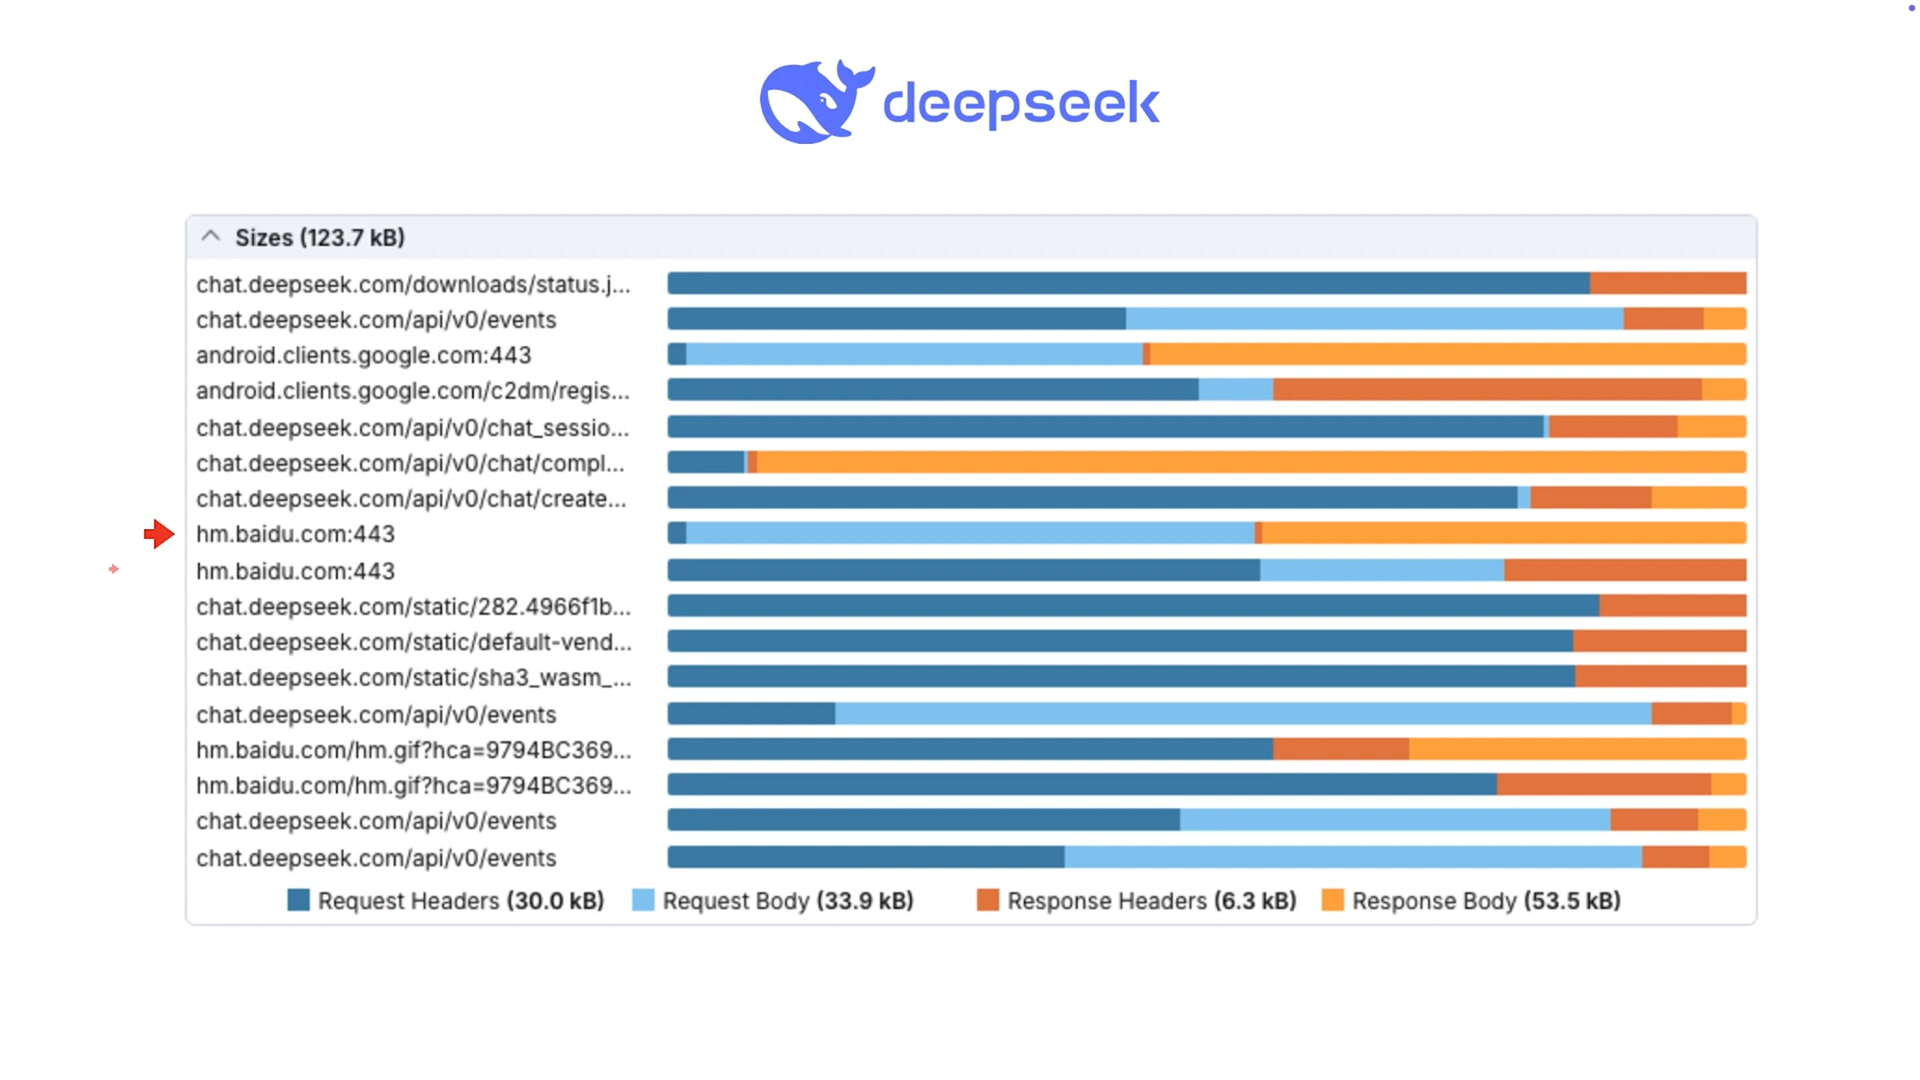 deepseek
Sizes (123.7 kB)
chat.deepseek.com/downloads/status.j...
chat.deepseek.com/api/v0/events
android.clients.google.com:443
android.clients.google.com/c2dm/regis...
chat.deepseek.com/api/v0/chat_sessio...
chat.deepseek.com/api/v0/chat/compl...
chat.deepseek.com/api/v0/chat/create...
hm.baidu.com:443
hm.baidu.com:443
chat.deepseek.com/static/282.4966f1b...
chat.deepseek.com/static/default-vend...
chat.deepseek.com/static/sha3_wasm_...
chat.deepseek.com/api/v0/events
hm.baidu.com/hm.gif?hca=9794BC369...
hm.baidu.com/hm.gif?hca=9794BC369...
chat.deepseek.com/api/v0/events
chat.deepseek.com/api/v0/events
Request Headers (30.0 kB) Request Body (33.9 kB) Response Headers (6.3 kB) Response Body (53.5 kB)